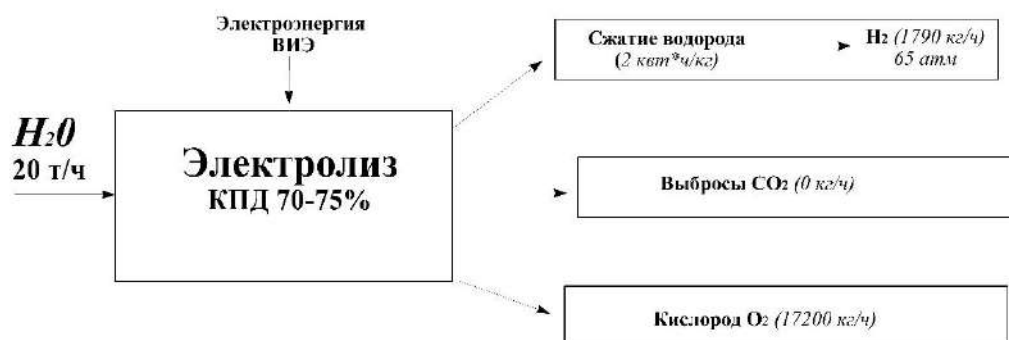 Электроэнергия
ВИЭ
H20
20 т/ч
Электролиз
КПД 70-75%
Сжатие водорода
(2 квт*ч/кг)
H2 (1790 кг/ч)
65 атм
Выбросы CO2 (0 кг/ч)
Кислород O2 (17200 кг/ч)